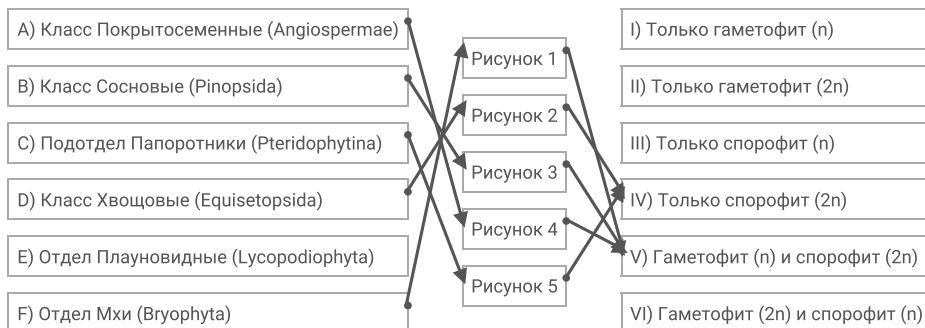 A) Класс Покрытосеменные (Angiospermae)
B) Класс Сосновые (Pinopsida)
C) Подотдел Папоротники (Pteridophytina)
D) Класс Хвощовые (Equisetopsida)
E) Отдел Плауновидные (Lycopodiophyta)
F) Отдел Мхи (Bryophyta)
Рисунок 1
Рисунок 2
Рисунок 3
Рисунок 4
Рисунок 5
I) Только гаметофит (n)
II) Только гаметофит (2n)
III) Только спорофит (n)
IV) Только спорофит (2n)
V) Гаметофит (n) и спорофит (2n)
VI) Гаметофит (2n) и спорофит (n)